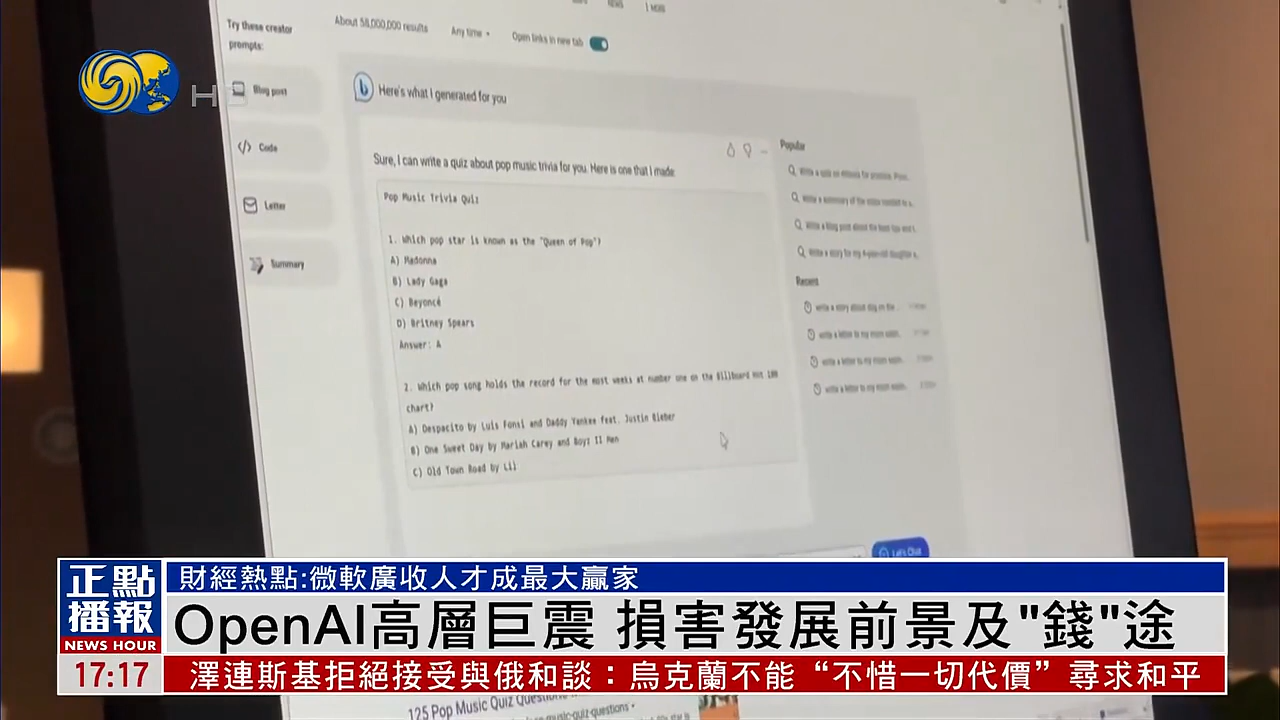 Try these creator
prompts:
About 58,000,000 results
Any time
Open links in new tab
Blog post
Code
Letter
Summary
Here's what I generated for you
Sure, I can write a quiz about pop music trivia for you. Here is one that I made:
Pop Music Trivia Quiz
1. Which pop star is known as the "Queen of Pop"?
A) Madonna
B) Lady Gaga
C) Beyoncé
D) Britney Spears
Answer: A
2. Which pop song holds the record for the most weeks at number one on the Billboard Hot 100
chart?
A) Despacito by Luis Fonsi and Daddy Yankee feat. Justin Bieber
B) One Sweet Day by Mariah Carey and Boyz II Men
C) Old Town Road by Lil
Popular
Recent
Let's Chat
正點
播報
NEWS HOUR
17:17
財經熱點:微軟廣收人才成最大贏家
OpenAI高層巨震 損害發展前景及"錢"途
澤連斯基拒絕接受與俄和談：烏克蘭不能“不惜一切代價”尋求和平
125 Pop Music Quiz